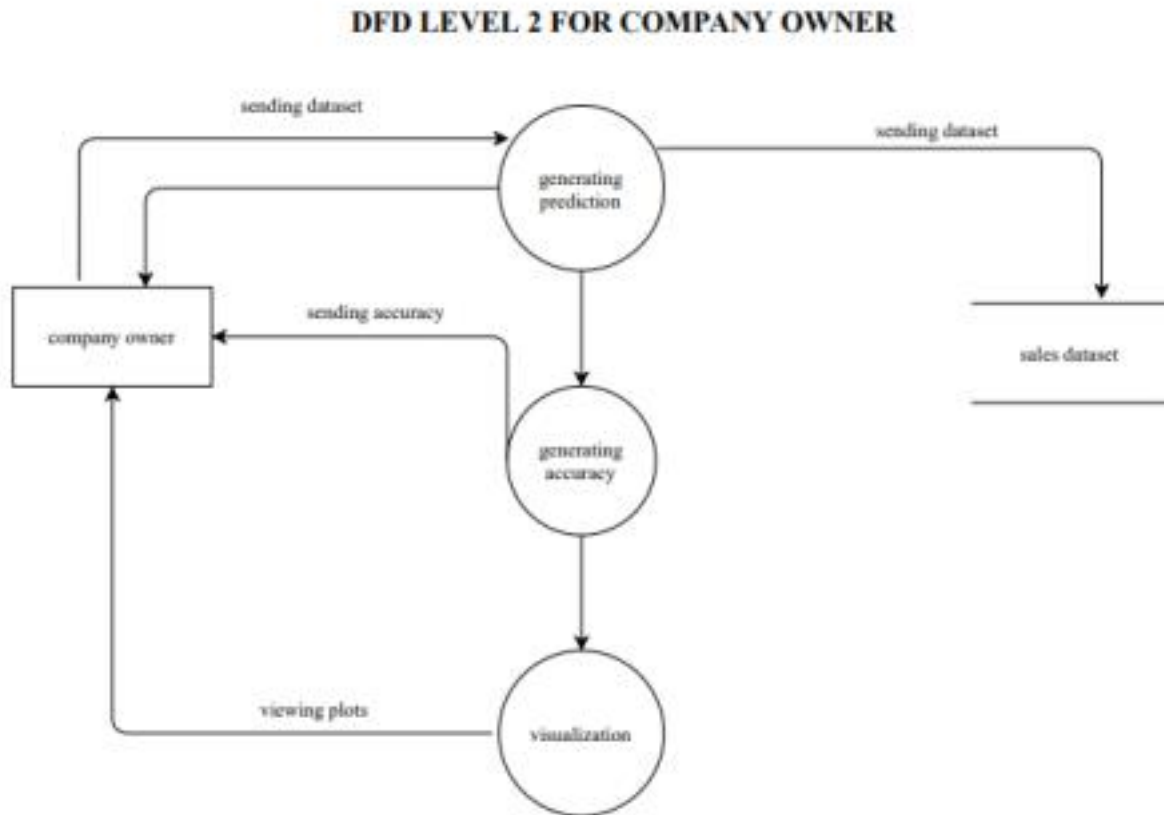 DFD LEVEL 2 FOR COMPANY OWNER
sending dataset
sending dataset
generating
prediction
sending accuracy
company owner
sales dataset
generating
accuracy
viewing plots
visualization